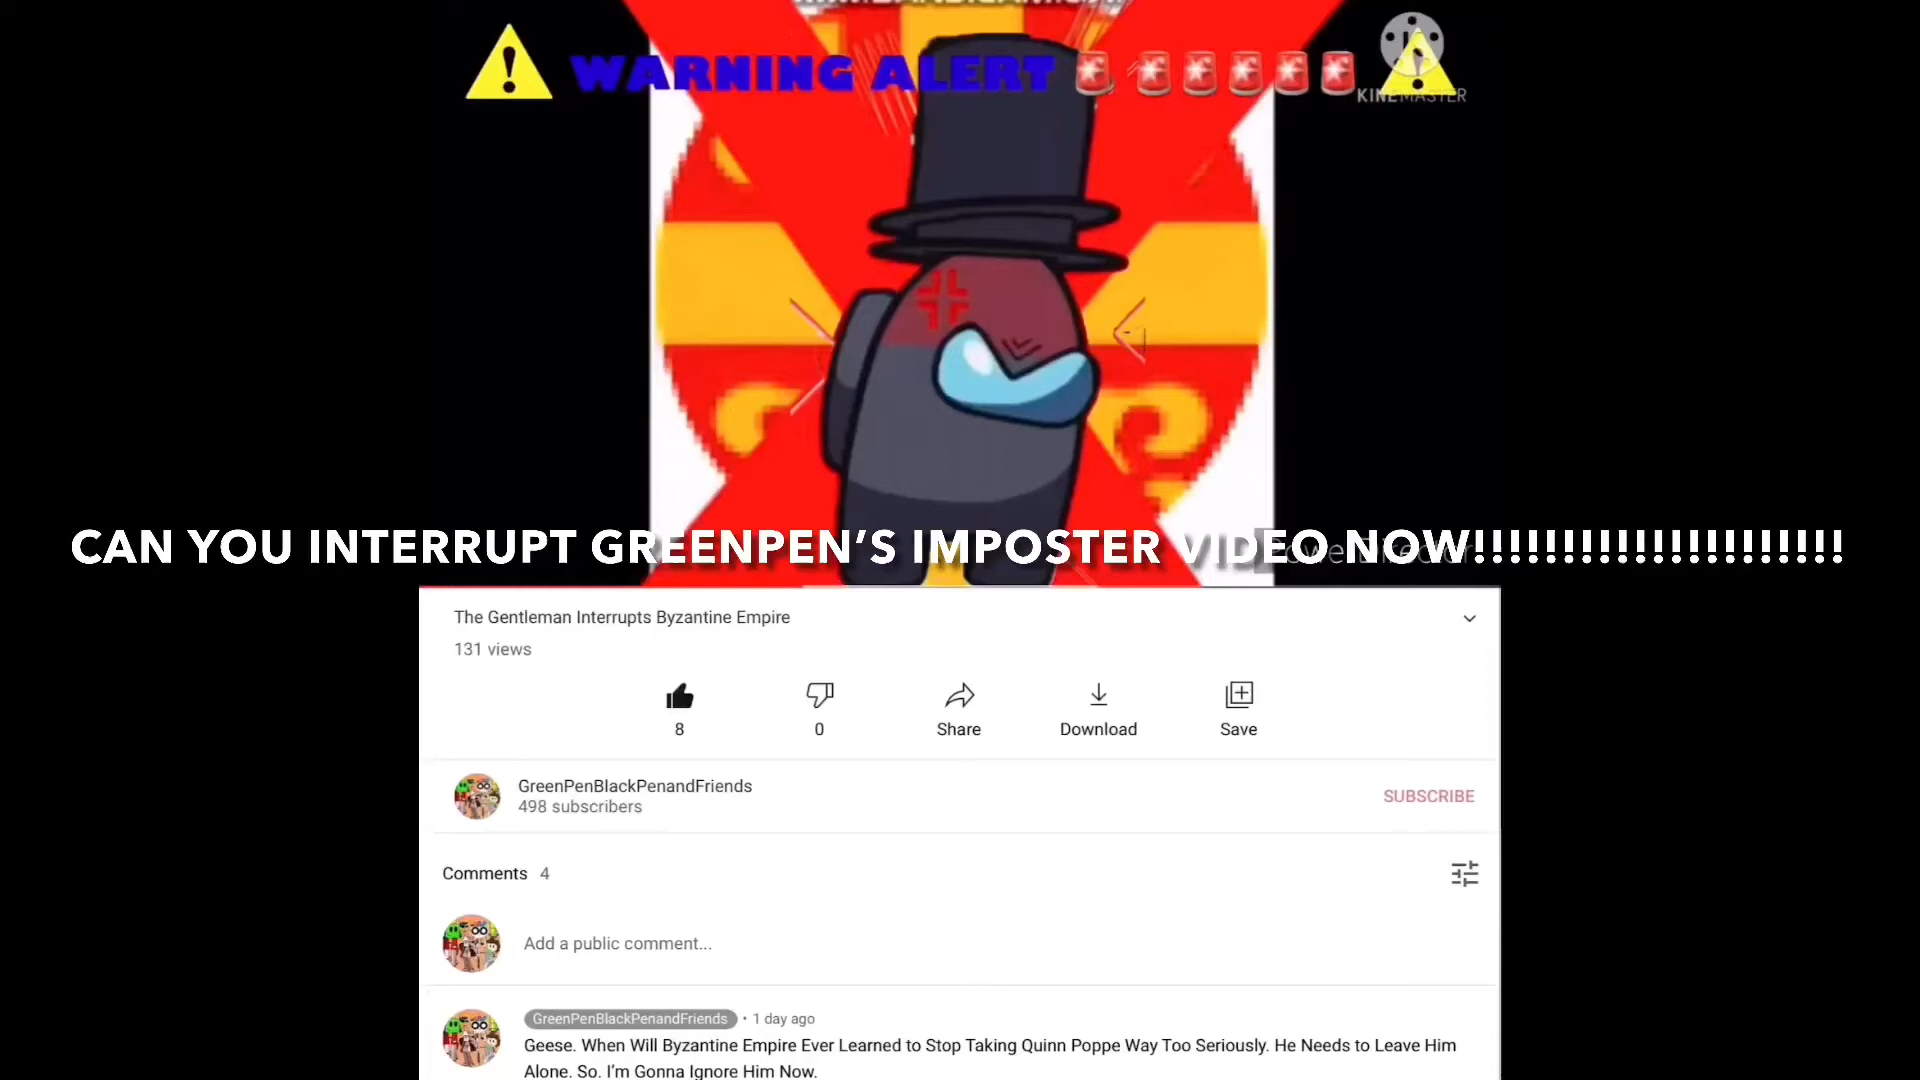 WARNING ALERT
KINEMASTER
CAN YOU INTERRUPT GREENPEN’S IMPOSTER VIDEO NOW!!!!!!!!!!!!!!!!!!!!!
The Gentleman Interrupts Byzantine Empire
131 views
8
0
Share
Download
Save
GreenPenBlackPenandFriends
498 subscribers
SUBSCRIBE
Comments 4
Add a public comment...
GreenPenBlackPenandFriends • 1 day ago
Geese. When Will Byzantine Empire Ever Learned to Stop Taking Quinn Poppe Way Too Seriously. He Needs to Leave Him
Alone. So. I’m Gonna Ignore Him Now.